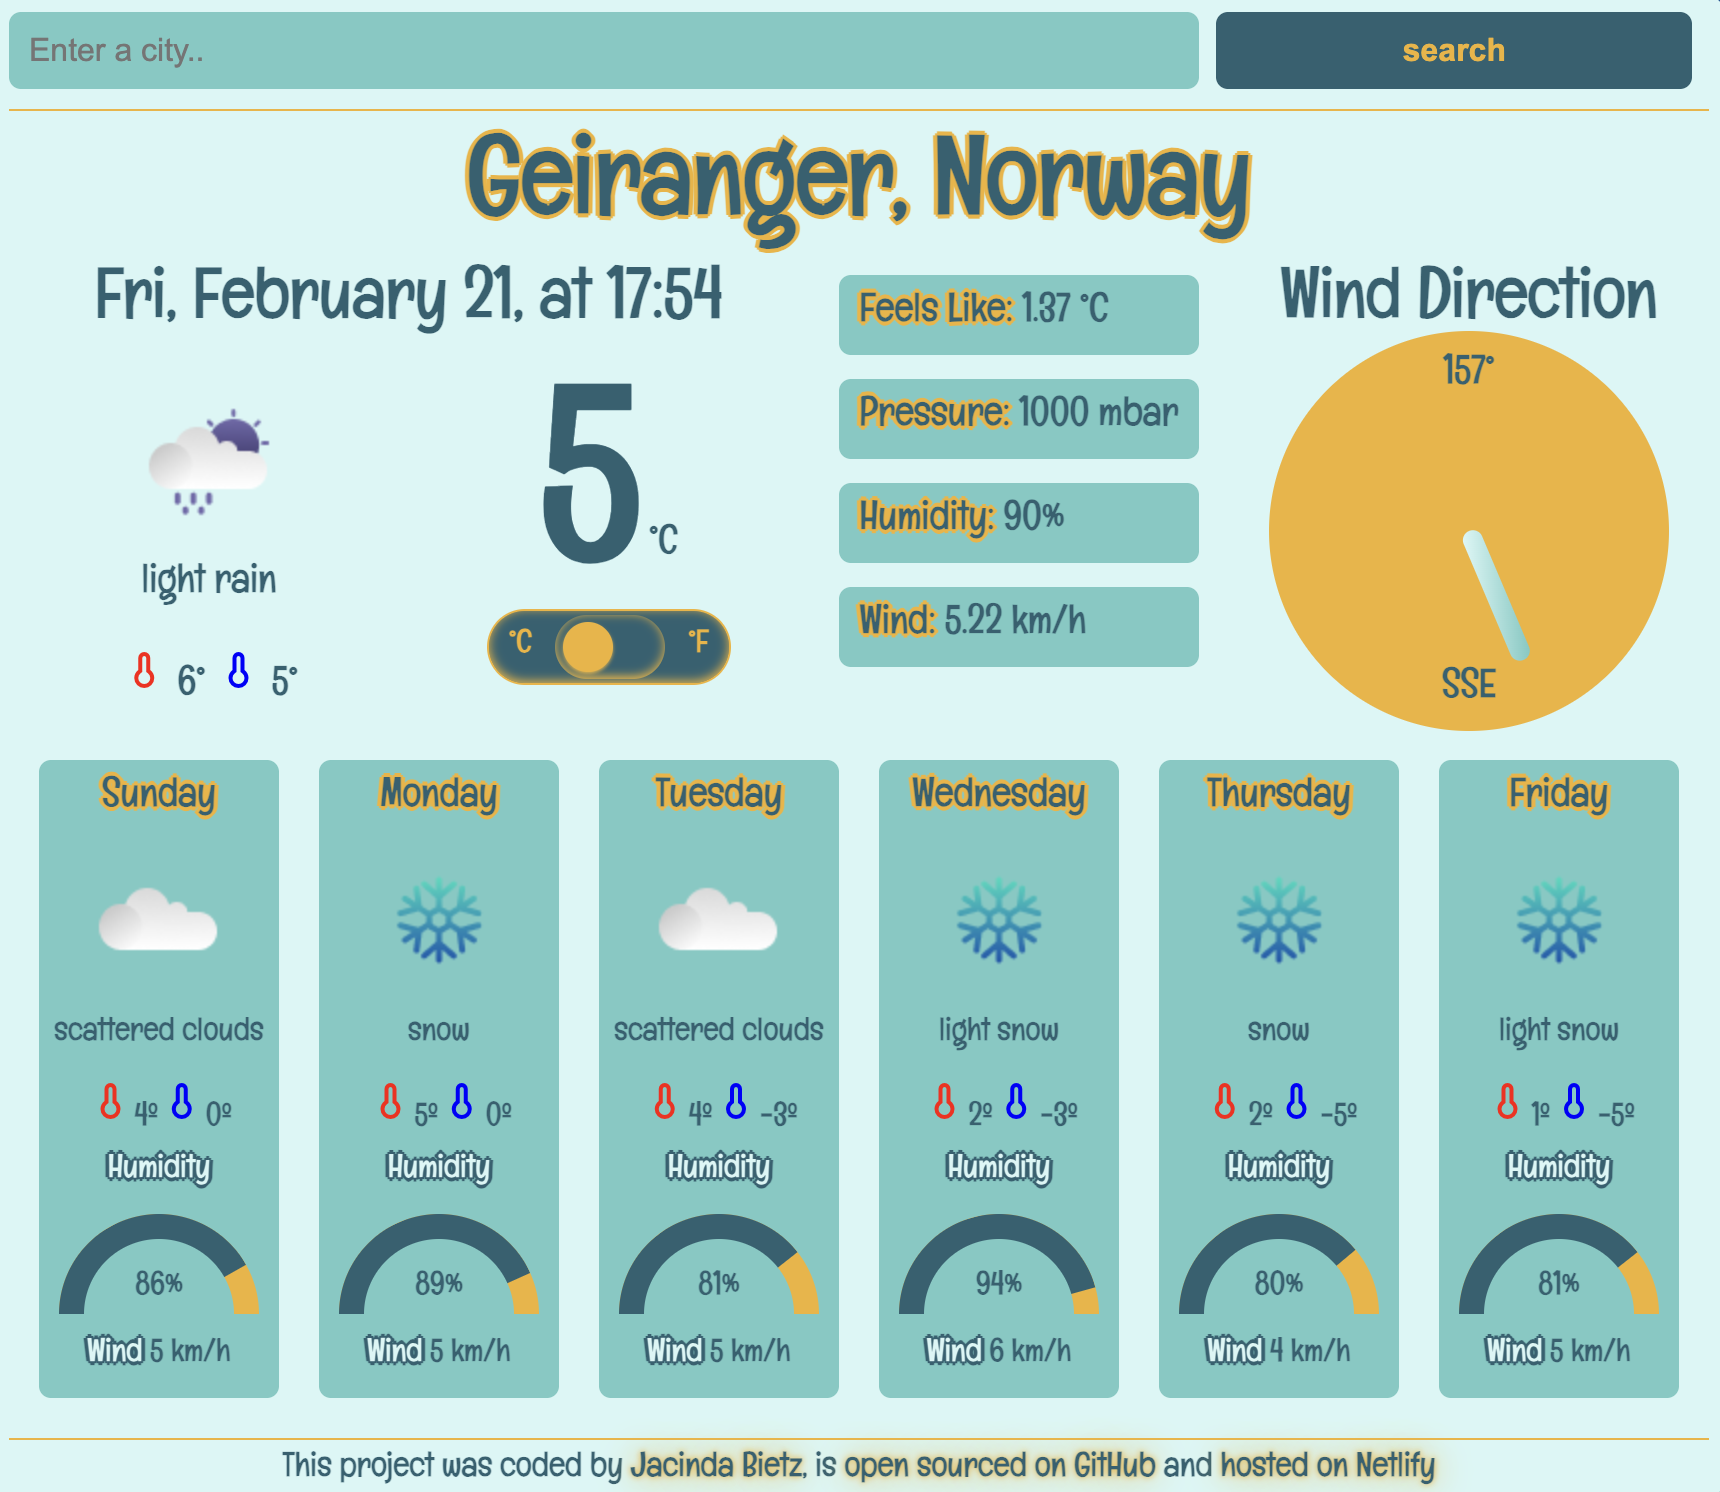 Enter a city..
search
Geiranger, Norway
Fri, February 21, at 17:54
light rain
6° 5°
5 °C
°C °F
Feels Like: 1.37 °C
Pressure: 1000 mbar
Humidity: 90%
Wind: 5.22 km/h
Wind Direction
157°
SSE
Sunday
scattered clouds
4º 0º
Humidity
86%
Wind 5 km/h
Monday
snow
5º 0º
Humidity
89%
Wind 5 km/h
Tuesday
scattered clouds
4º -3º
Humidity
81%
Wind 5 km/h
Wednesday
light snow
2º -3º
Humidity
94%
Wind 6 km/h
Thursday
snow
2º -5º
Humidity
80%
Wind 4 km/h
Friday
light snow
1º -5º
Humidity
81%
Wind 5 km/h
This project was coded by Jacinda Bietz, is open sourced on GitHub and hosted on Netlify